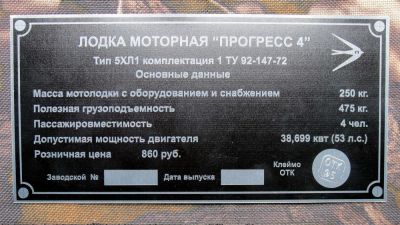 ЛОДКА МОТОРНАЯ "ПРОГРЕСС 4"
Тип 5ХЛ1 комплектация 1 ТУ 92-147-72
Основные данные
Масса мотолодки с оборудованием и снабжением 250 кг.
Полезная грузоподъемность 475 кг.
Пассажировместимость 4 чел.
Допустимая мощность двигателя 38,699 квт (53 л.с.)
Розничная цена 860 руб.
Заводской № Дата выпуска Клеймо ОТК
ОТК